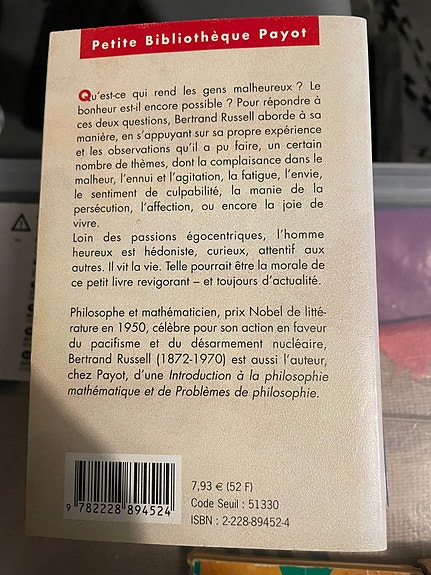 Petite Bibliothèque Payot
Qu'est-ce qui rend les gens malheureux ? Le
bonheur est-il encore possible ? Pour répondre à
ces deux questions, Bertrand Russell aborde à sa
manière, en s'appuyant sur sa propre expérience
et les observations qu'il a pu faire, un certain
nombre de thèmes, dont la complaisance dans le
malheur, l'ennui et l'agitation, la fatigue, l'envie,
le sentiment de culpabilité, la manie de la
persécution, l'affection, ou encore la joie de
vivre.
Loin des passions égocentriques, l'homme
heureux est hédoniste, curieux, attentif aux
autres. Il vit la vie. Telle pourrait être la morale de
ce petit livre revigorant – et toujours d'actualité.
Philosophe et mathématicien, prix Nobel de litté-
rature en 1950, célèbre pour son action en faveur
du pacifisme et du désarmement nucléaire,
Bertrand Russell (1872-1970) est aussi l'auteur,
chez Payot, d'une Introduction à la philosophie
mathématique et de Problèmes de philosophie.
7,93 € (52 F)
Code Seuil : 51330
ISBN : 2-228-89452-4
9 782228 894524